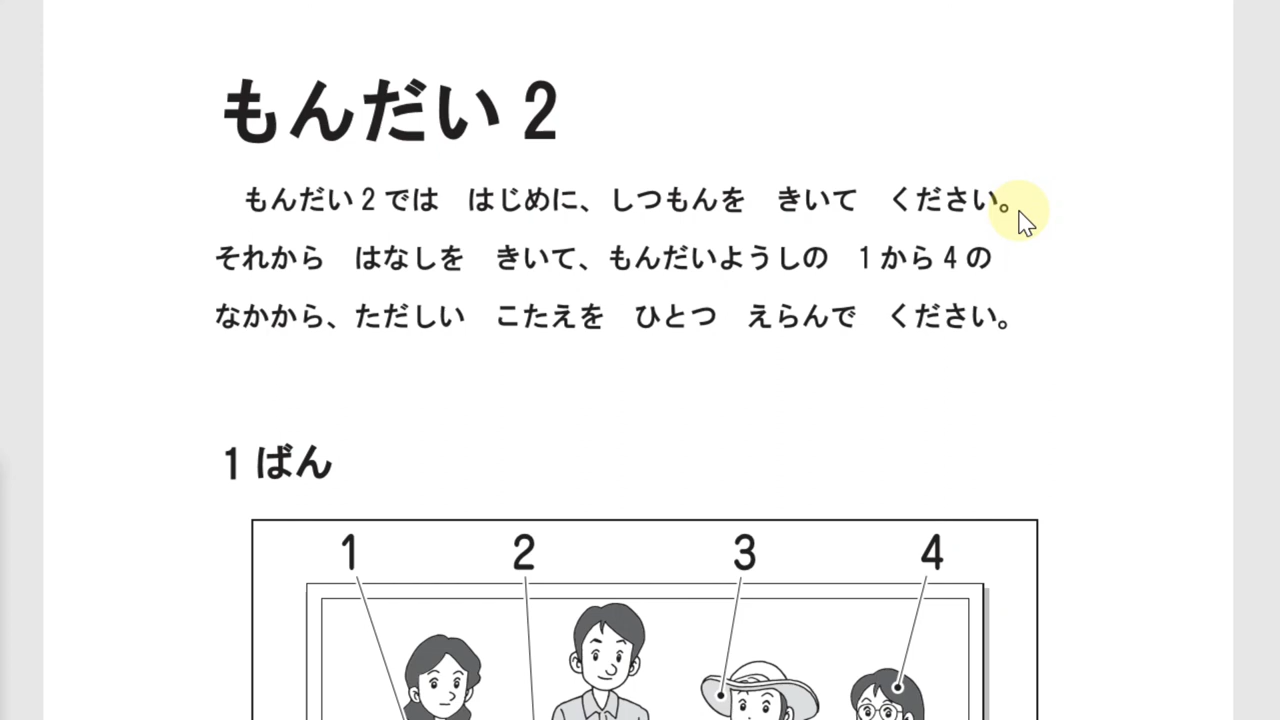 もんだい2
もんだい2では　はじめに、しつもんを　きいて　ください。
それから　はなしを　きいて、もんだいようしの　1から4の
なかから、ただしい　こたえを　ひとつ　えらんで　ください。
1ばん
1 2 3 4